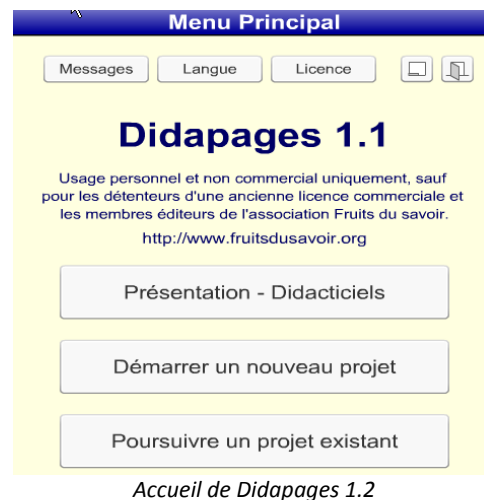 Menu Principal
Messages Langue Licence
Didapages 1.1
Usage personnel et non commercial uniquement, sauf
pour les détenteurs d'une ancienne licence commerciale et
les membres éditeurs de l'association Fruits du savoir.
http://www.fruitsdusavoir.org
Présentation - Didacticiels
Démarrer un nouveau projet
Poursuivre un projet existant
Accueil de Didapages 1.2